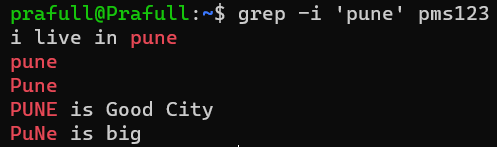 prafull@Prafull:~$ grep -i 'pune' pms123
i live in pune
pune
Pune
PUNE is Good City
PuNe is big